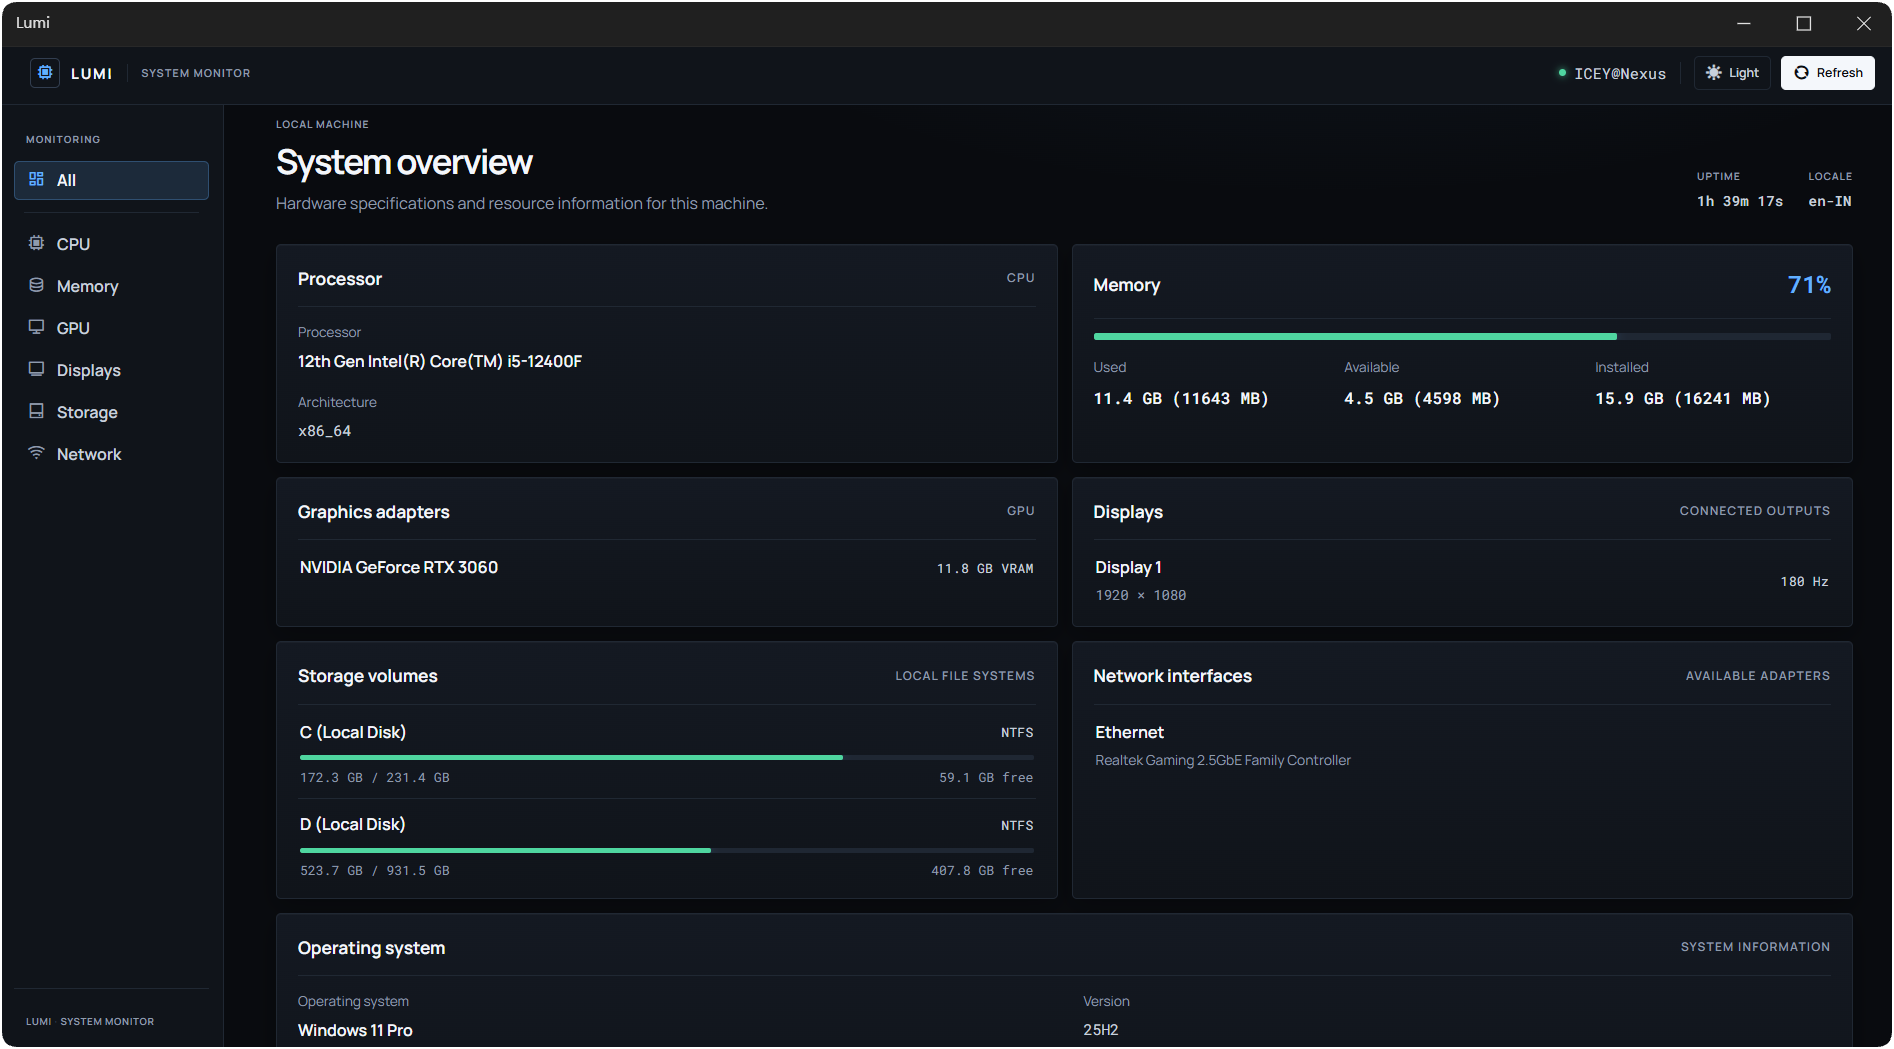 Lumi
LUMI
SYSTEM MONITOR
ICEY@Nexus
Light
Refresh
MONITORING
All
CPU
Memory
GPU
Displays
Storage
Network
LUMI · SYSTEM MONITOR
LOCAL MACHINE
System overview
Hardware specifications and resource information for this machine.
UPTIME
1h 39m 17s
LOCALE
en-IN
Processor
CPU
Processor
12th Gen Intel(R) Core(TM) i5-12400F
Architecture
x86_64
Memory
71%
Used
11.4 GB (11643 MB)
Available
4.5 GB (4598 MB)
Installed
15.9 GB (16241 MB)
Graphics adapters
GPU
NVIDIA GeForce RTX 3060
11.8 GB VRAM
Displays
CONNECTED OUTPUTS
Display 1
1920 × 1080
180 Hz
Storage volumes
LOCAL FILE SYSTEMS
C (Local Disk)
NTFS
172.3 GB / 231.4 GB
59.1 GB free
D (Local Disk)
NTFS
523.7 GB / 931.5 GB
407.8 GB free
Network interfaces
AVAILABLE ADAPTERS
Ethernet
Realtek Gaming 2.5GbE Family Controller
Operating system
SYSTEM INFORMATION
Operating system
Windows 11 Pro
Version
25H2